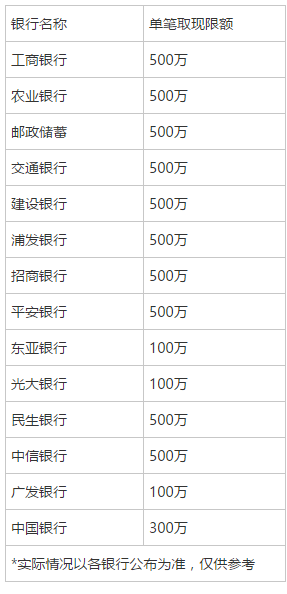 银行名称 单笔取现限额
工商银行 500万
农业银行 500万
邮政储蓄 500万
交通银行 500万
建设银行 500万
浦发银行 500万
招商银行 500万
平安银行 500万
东亚银行 100万
光大银行 100万
民生银行 500万
中信银行 500万
广发银行 100万
中国银行 300万
*实际情况以各银行公布为准，仅供参考